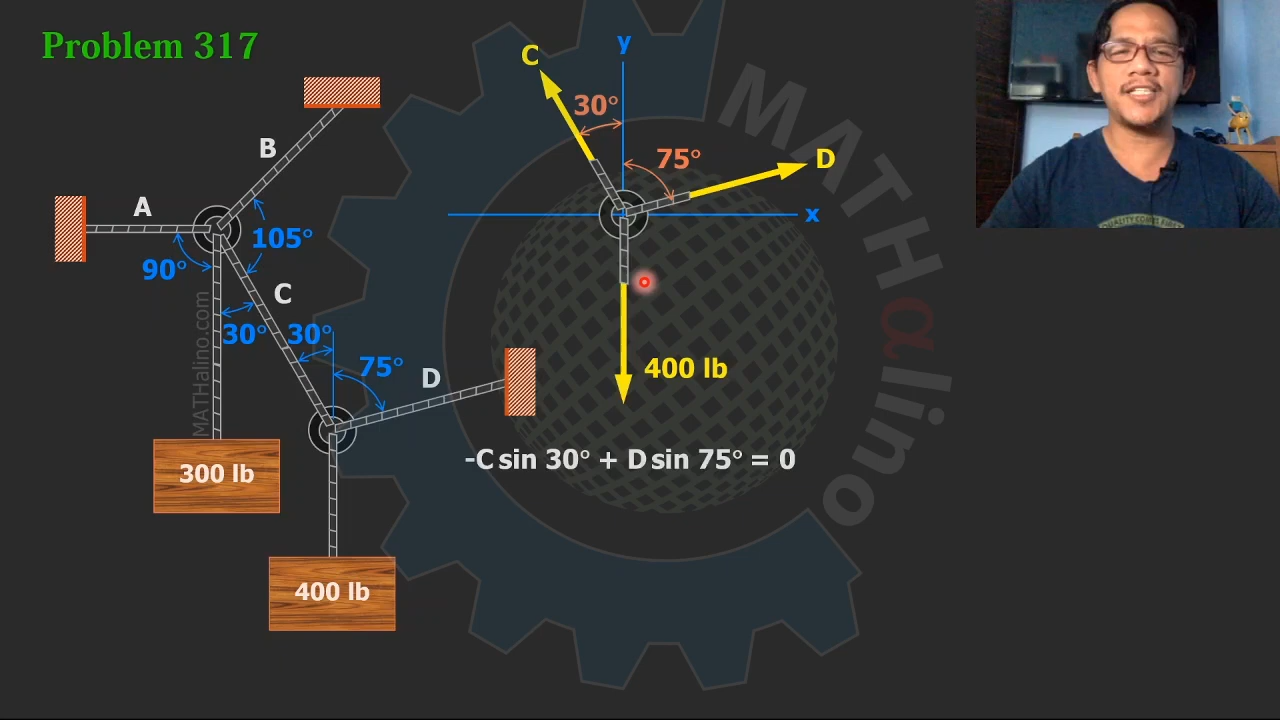 Problem 317
B
A
105°
90°
C
30°
30°
75°
D
300 lb
400 lb
MATHalino.com
C
y
30°
75°
D
x
400 lb
-C sin 30° + D sin 75° = 0
MATHαlino